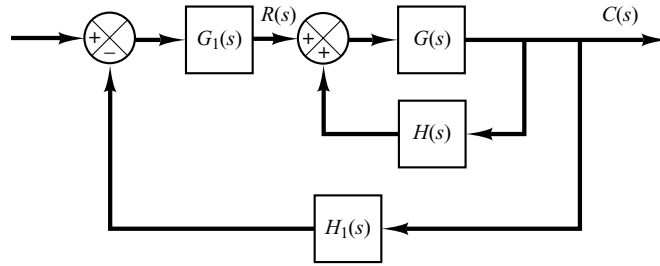 R(s)
C(s)
+
−
G₁(s)
+
+
G(s)
H(s)
H₁(s)